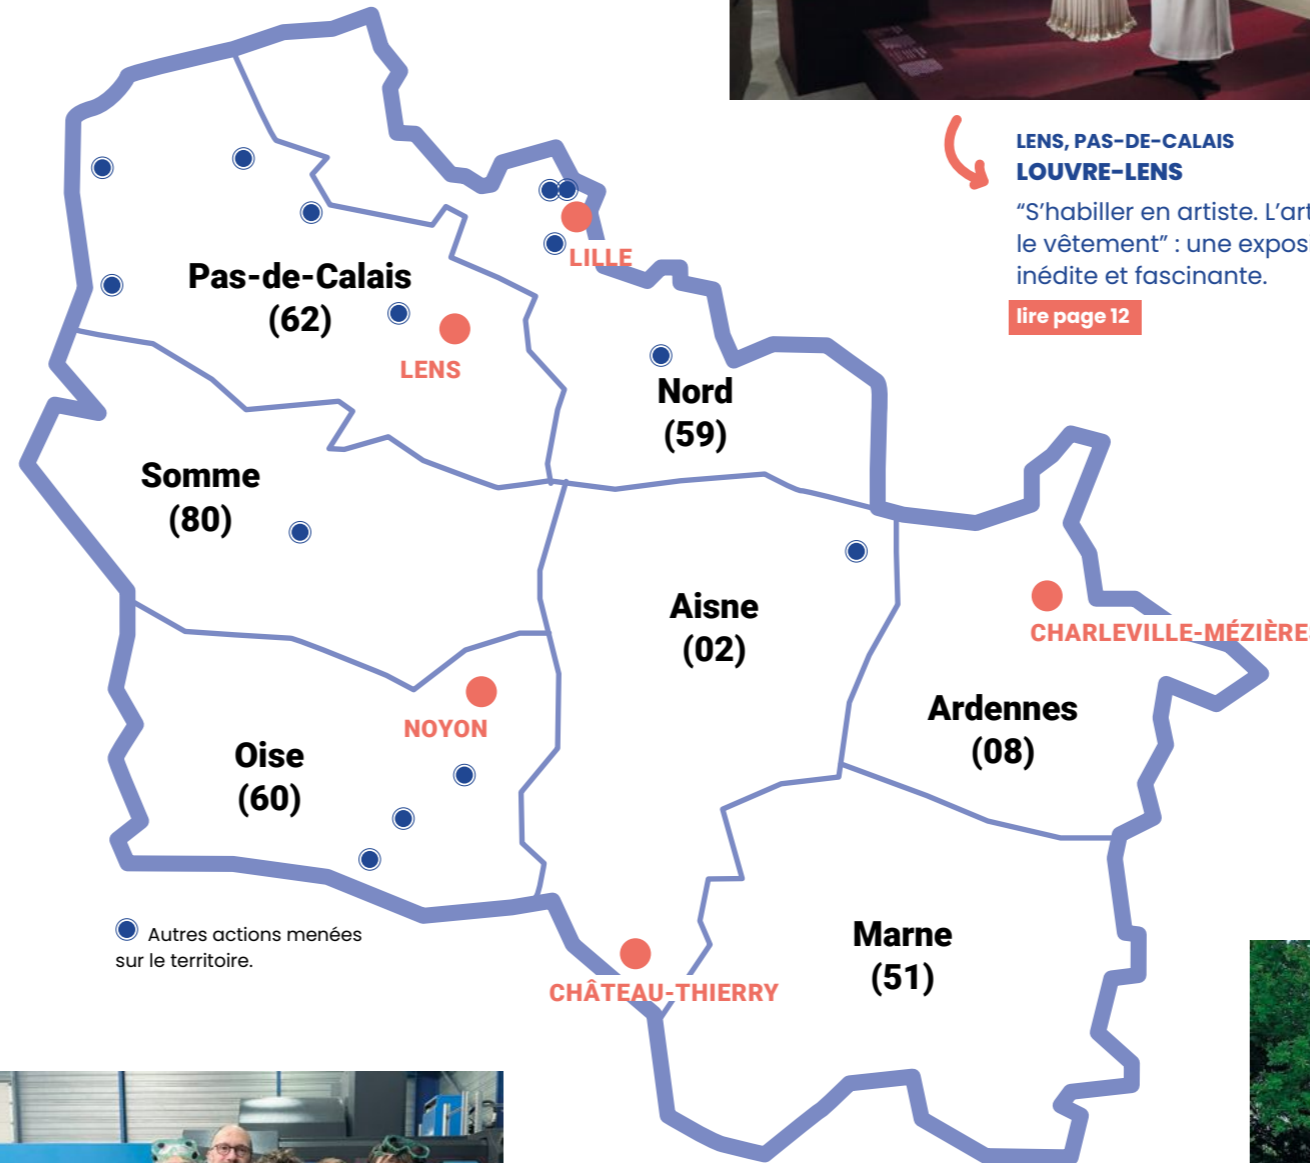 LENS, PAS-DE-CALAIS
LOUVRE-LENS
“S’habiller en artiste. L’art
le vêtement” : une exposi
inédite et fascinante.
lire page 12
LILLE
Pas-de-Calais
(62)
LENS
Nord
(59)
Somme
(80)
Aisne
(02)
CHARLEVILLE-MÉZIÈRE
Ardennes
(08)
NOYON
Oise
(60)
Autres actions menées
sur le territoire.
Marne
(51)
CHÂTEAU-THIERRY